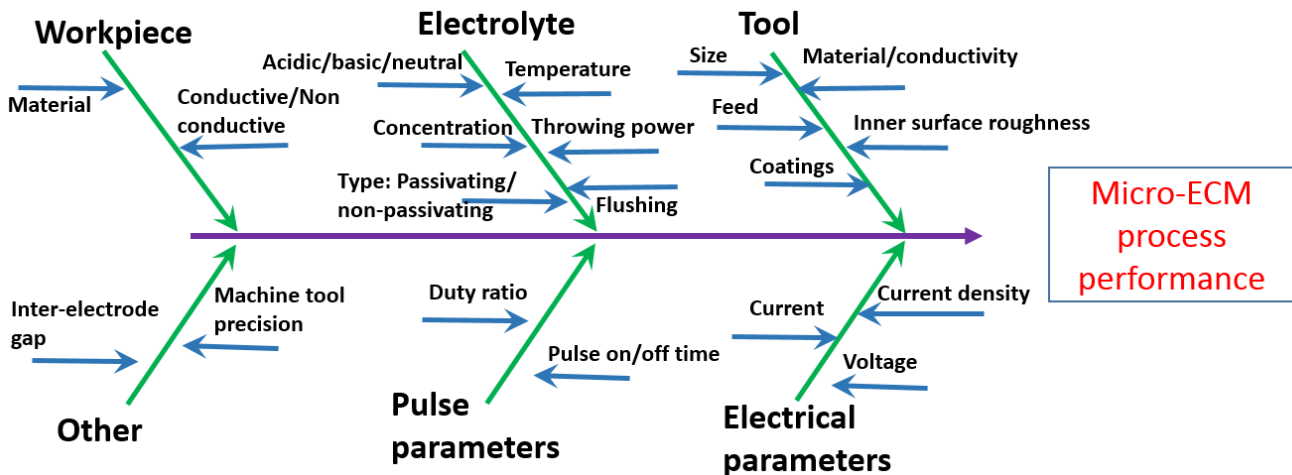 Workpiece
Material
Conductive/Non
conductive
Electrolyte
Acidic/basic/neutral
Temperature
Concentration
Throwing power
Type: Passivating/
non-passivating
Flushing
Tool
Size
Material/conductivity
Feed
Inner surface roughness
Coatings
Micro-ECM
process
performance
Inter-electrode
gap
Machine tool
precision
Other
Duty ratio
Pulse on/off time
Pulse
parameters
Current
Current density
Voltage
Electrical
parameters